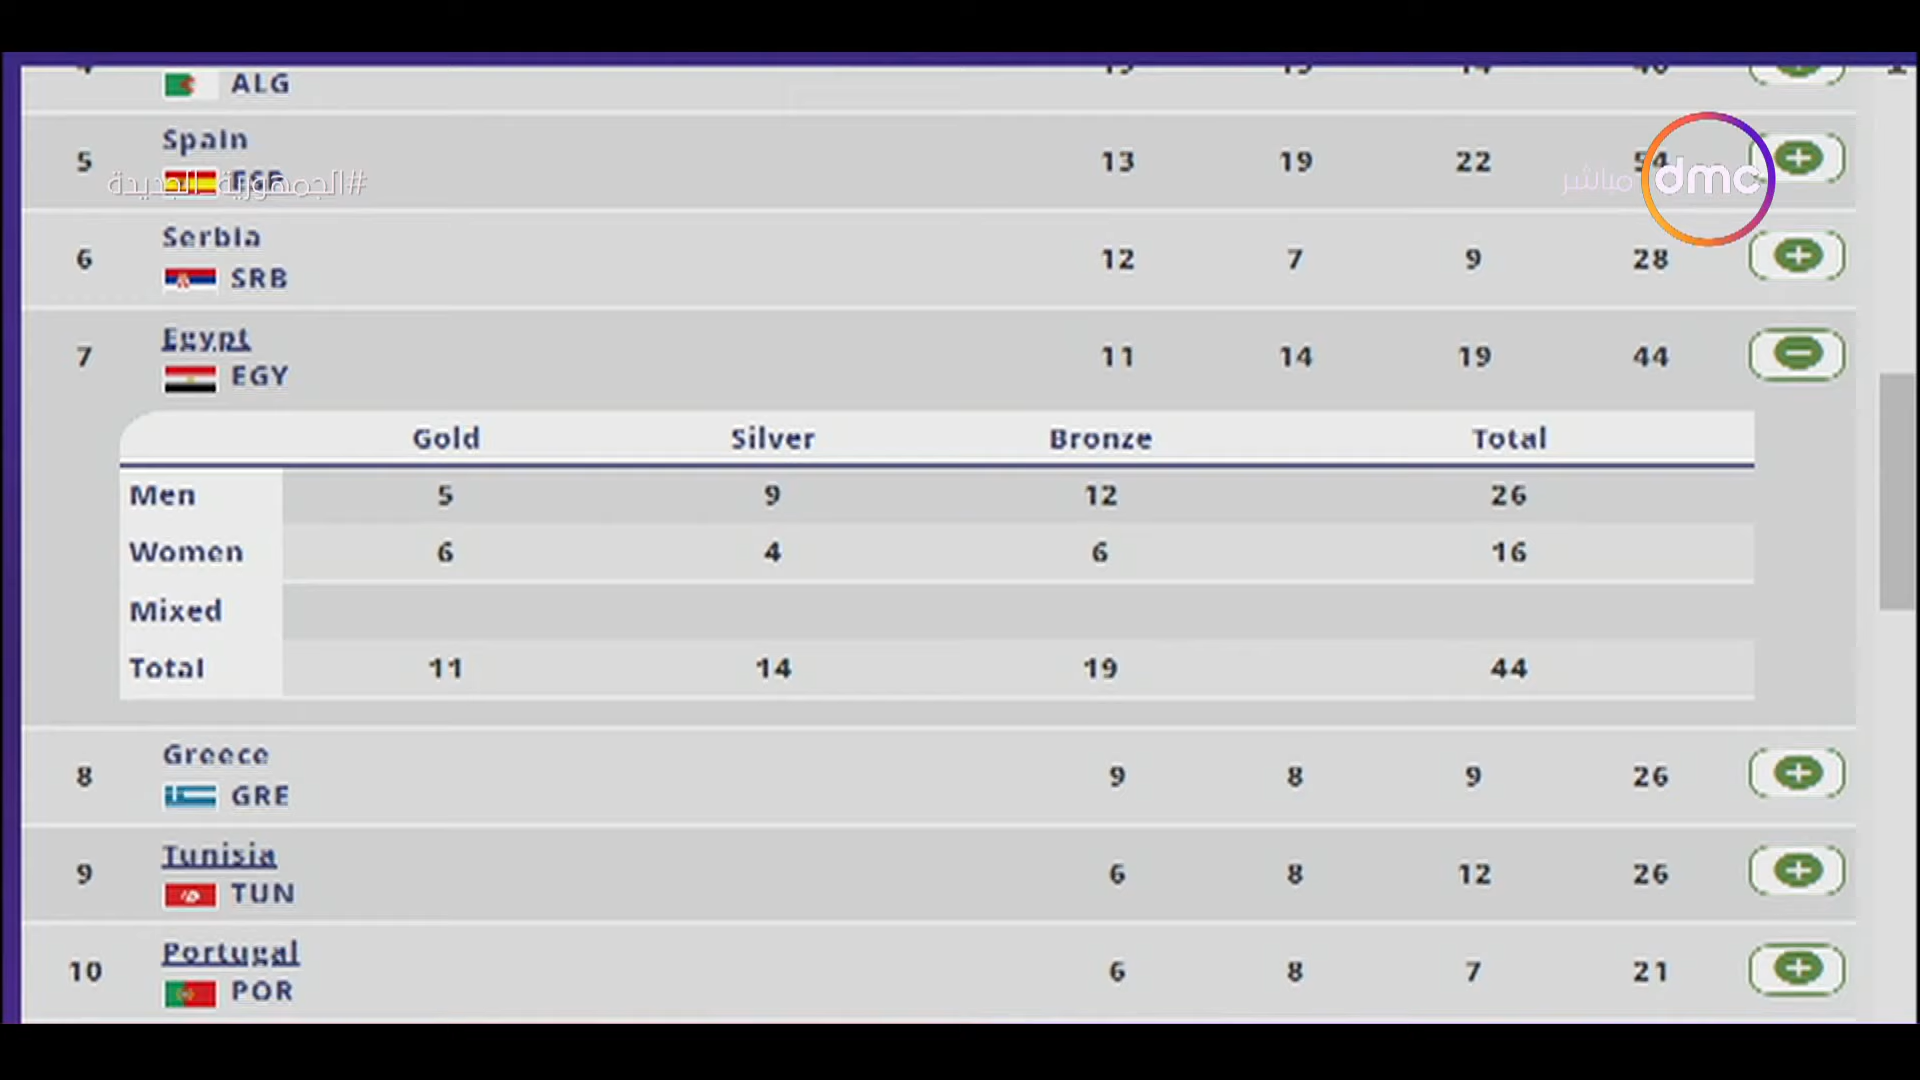 ALG
5 Spain 13 19 22 54
#الجمهورية_الجديدة
مباشر dmc
6 Serbia 12 7 9 28
SRB
7 Egypt 11 14 19 44
EGY
Gold Silver Bronze Total
Men 5 9 12 26
Women 6 4 6 16
Mixed
Total 11 14 19 44
8 Greece 9 8 9 26
GRE
9 Tunisia 6 8 12 26
TUN
10 Portugal 6 8 7 21
POR